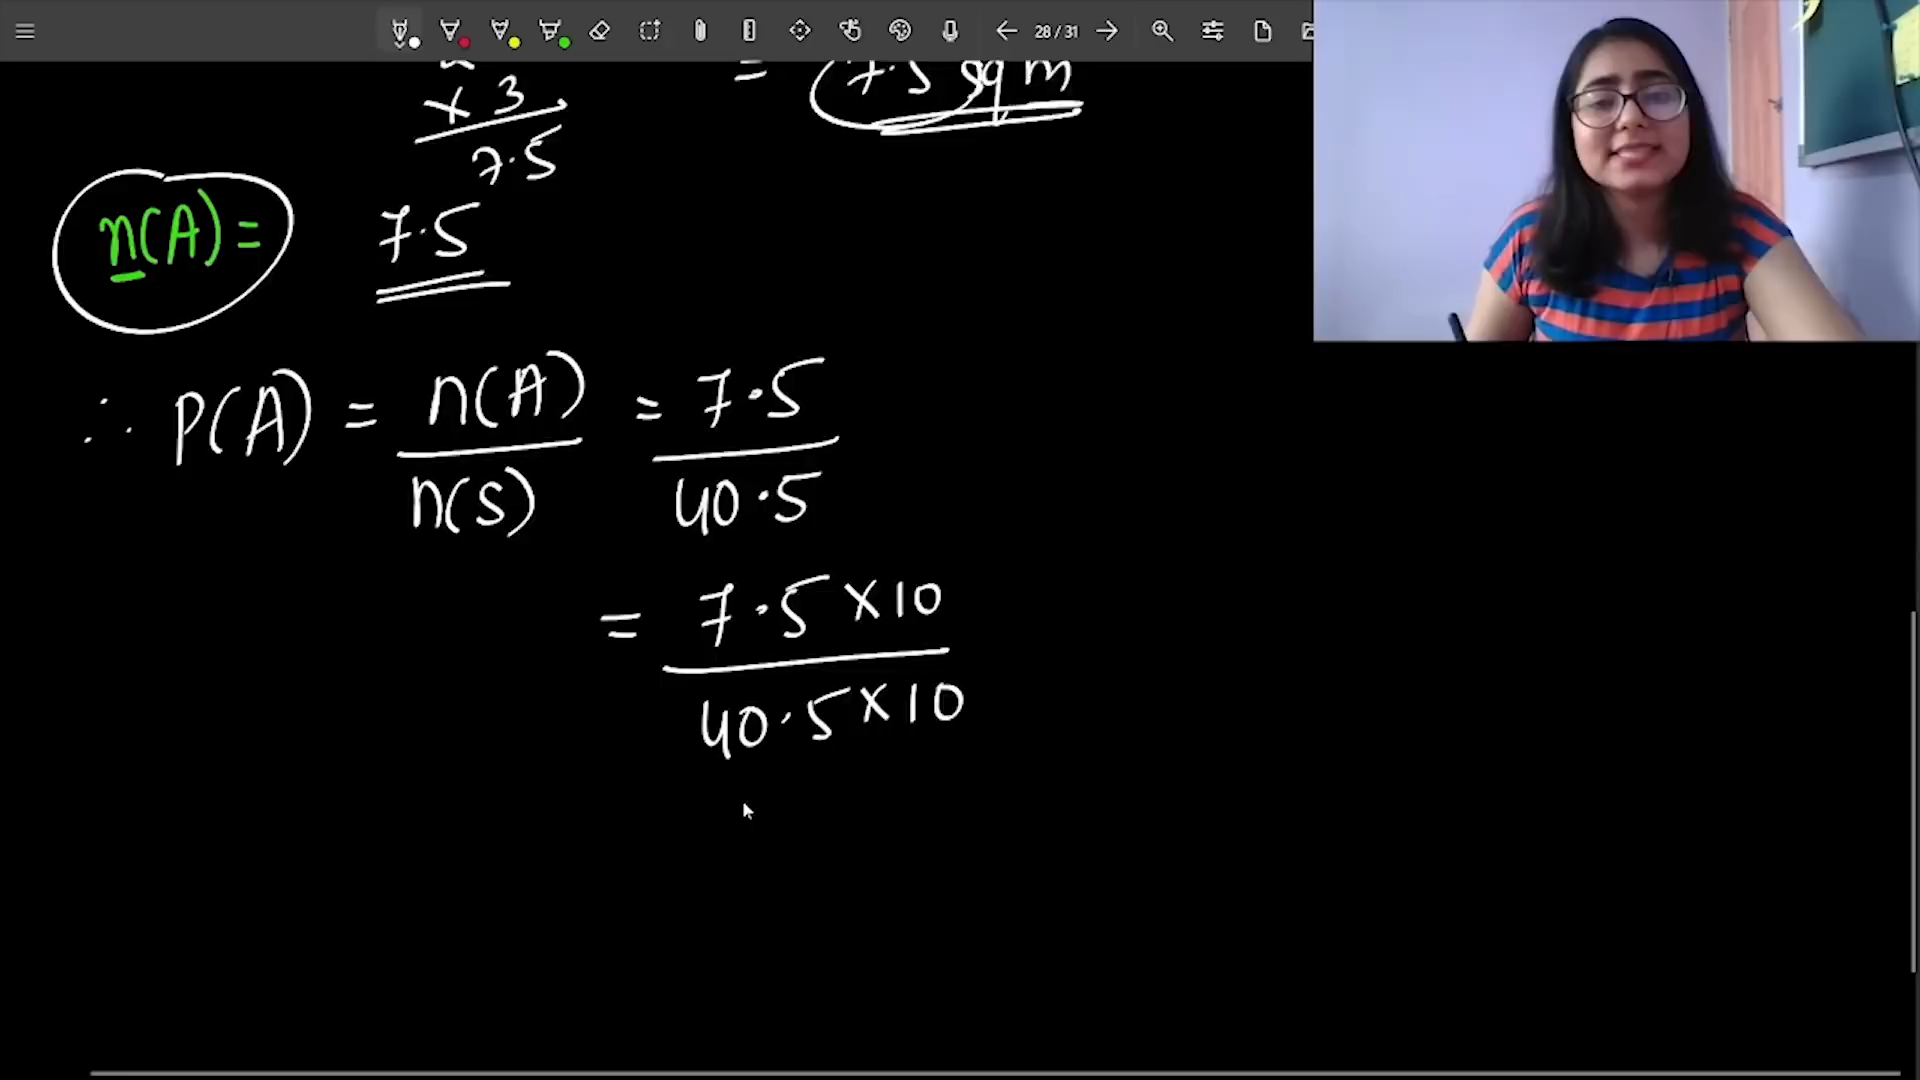 28 / 31
× 3
= 7.5 sq m
7.5
n(A) = 7.5
∴ P(A) = n(A) / n(S) = 7.5 / 40.5
= 7.5 × 10 / 40.5 × 10